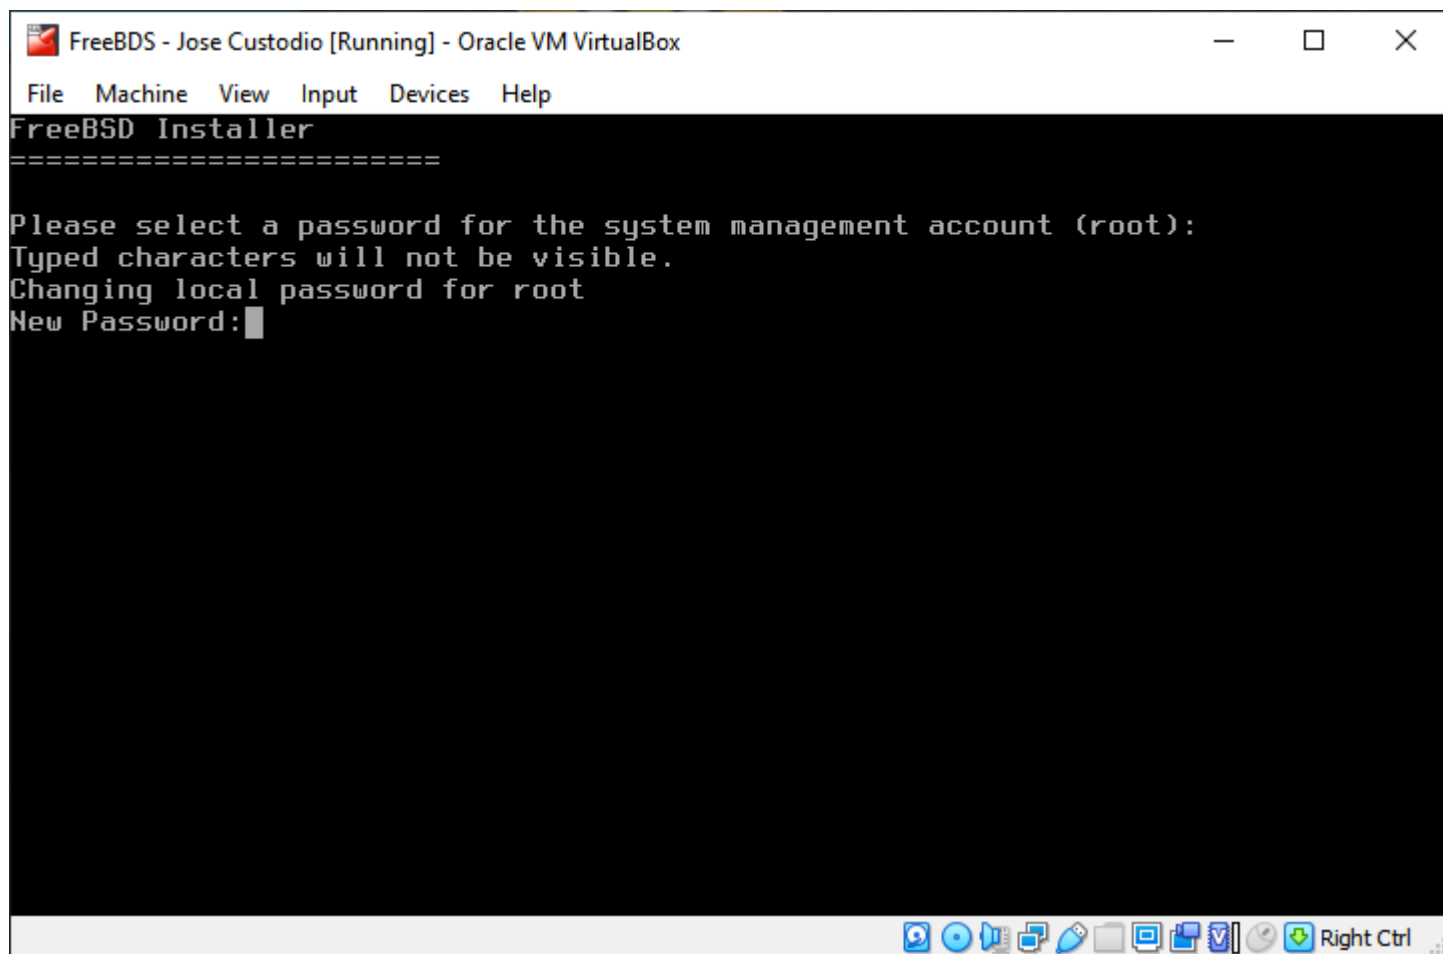 FreeBDS - Jose Custodio [Running] - Oracle VM VirtualBox
File Machine View Input Devices Help
FreeBSD Installer
========================
Please select a password for the system management account (root):
Typed characters will not be visible.
Changing local password for root
New Password:
Right Ctrl